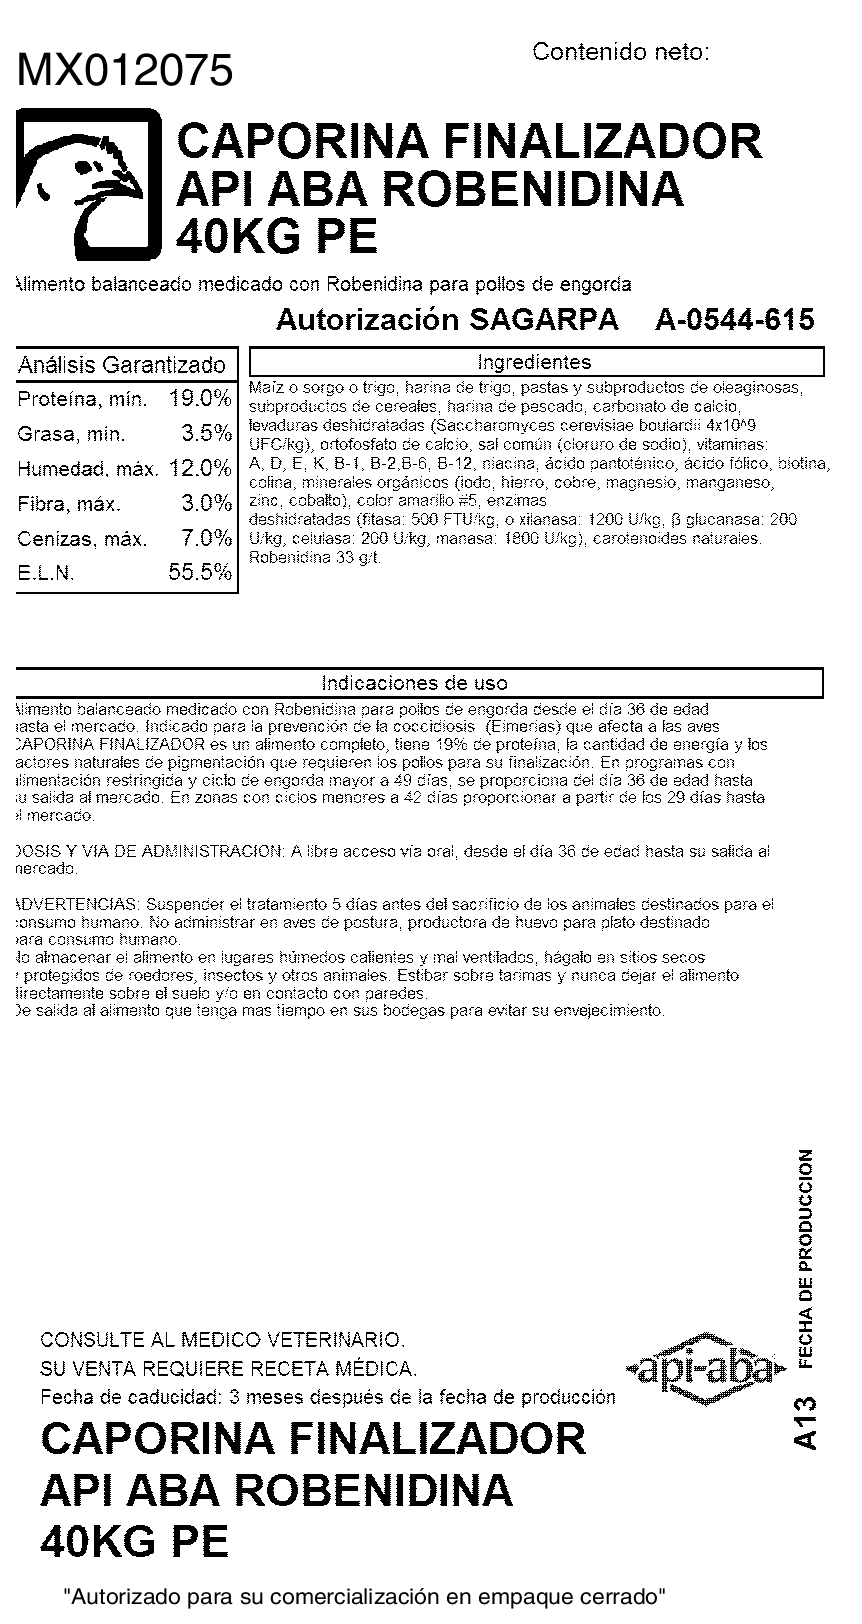 Contenido neto:
MX012075
CAPORINA FINALIZADOR
API ABA ROBENIDINA
40KG PE
limento balanceado medicado con Robenidina para pollos de engorda
Autorización SAGARPA A-0544-615
Análisis Garantizado
Proteína, mín. 19.0%
Grasa, mín. 3.5%
Humedad, máx. 12.0%
Fibra, máx. 3.0%
Cenizas, máx. 7.0%
E.L.N. 55.5%
Ingredientes
Maíz o sorgo o trigo, harina de trigo, pastas y subproductos de oleaginosas,
subproductos de cereales, harina de pescado, carbonato de calcio,
levaduras deshidratadas (Saccharomyces cerevisiae boulardii 4x10^9
UFC/kg), ortofosfato de calcio, sal común (cloruro de sodio), vitaminas:
A, D, E, K, B-1, B-2,B-6, B-12, niacina, ácido pantoténico, ácido fólico, biotina,
colina, minerales orgánicos (iodo, hierro, cobre, magnesio, manganeso,
zinc, cobalto), color amarillo #5, enzimas
deshidratadas (fitasa: 500 FTU/kg, o xilanasa: 1200 U/kg, β glucanasa: 200
U/kg, celulasa: 200 U/kg, manasa: 1800 U/kg), carotenoides naturales.
Robenidina 33 g/t.
Indicaciones de uso
limento balanceado medicado con Robenidina para pollos de engorda desde el día 36 de edad
asta el mercado. Indicado para la prevención de la coccidiosis (Eimerias) que afecta a las aves
CAPORINA FINALIZADOR es un alimento completo, tiene 19% de proteína, la cantidad de energía y los
actores naturales de pigmentación que requieren los pollos para su finalización. En programas con
limentación restringida y ciclo de engorda mayor a 49 días, se proporciona del día 36 de edad hasta
su salida al mercado. En zonas con ciclos menores a 42 días proporcionar a partir de los 29 días hasta
el mercado.
DOSIS Y VIA DE ADMINISTRACION: A libre acceso vía oral, desde el día 36 de edad hasta su salida al
mercado.
ADVERTENCIAS: Suspender el tratamiento 5 días antes del sacrificio de los animales destinados para el
consumo humano. No administrar en aves de postura, productora de huevo para plato destinado
para consumo humano.
No almacenar el alimento en lugares húmedos calientes y mal ventilados, hágalo en sitios secos
y protegidos de roedores, insectos y otros animales. Estibar sobre tarimas y nunca dejar el alimento
directamente sobre el suelo y/o en contacto con paredes.
De salida al alimento que tenga mas tiempo en sus bodegas para evitar su envejecimiento.
A13 FECHA DE PRODUCCION
CONSULTE AL MEDICO VETERINARIO.
SU VENTA REQUIERE RECETA MÉDICA.
Fecha de caducidad: 3 meses después de la fecha de producción
api-aba
CAPORINA FINALIZADOR
API ABA ROBENIDINA
40KG PE
"Autorizado para su comercialización en empaque cerrado"